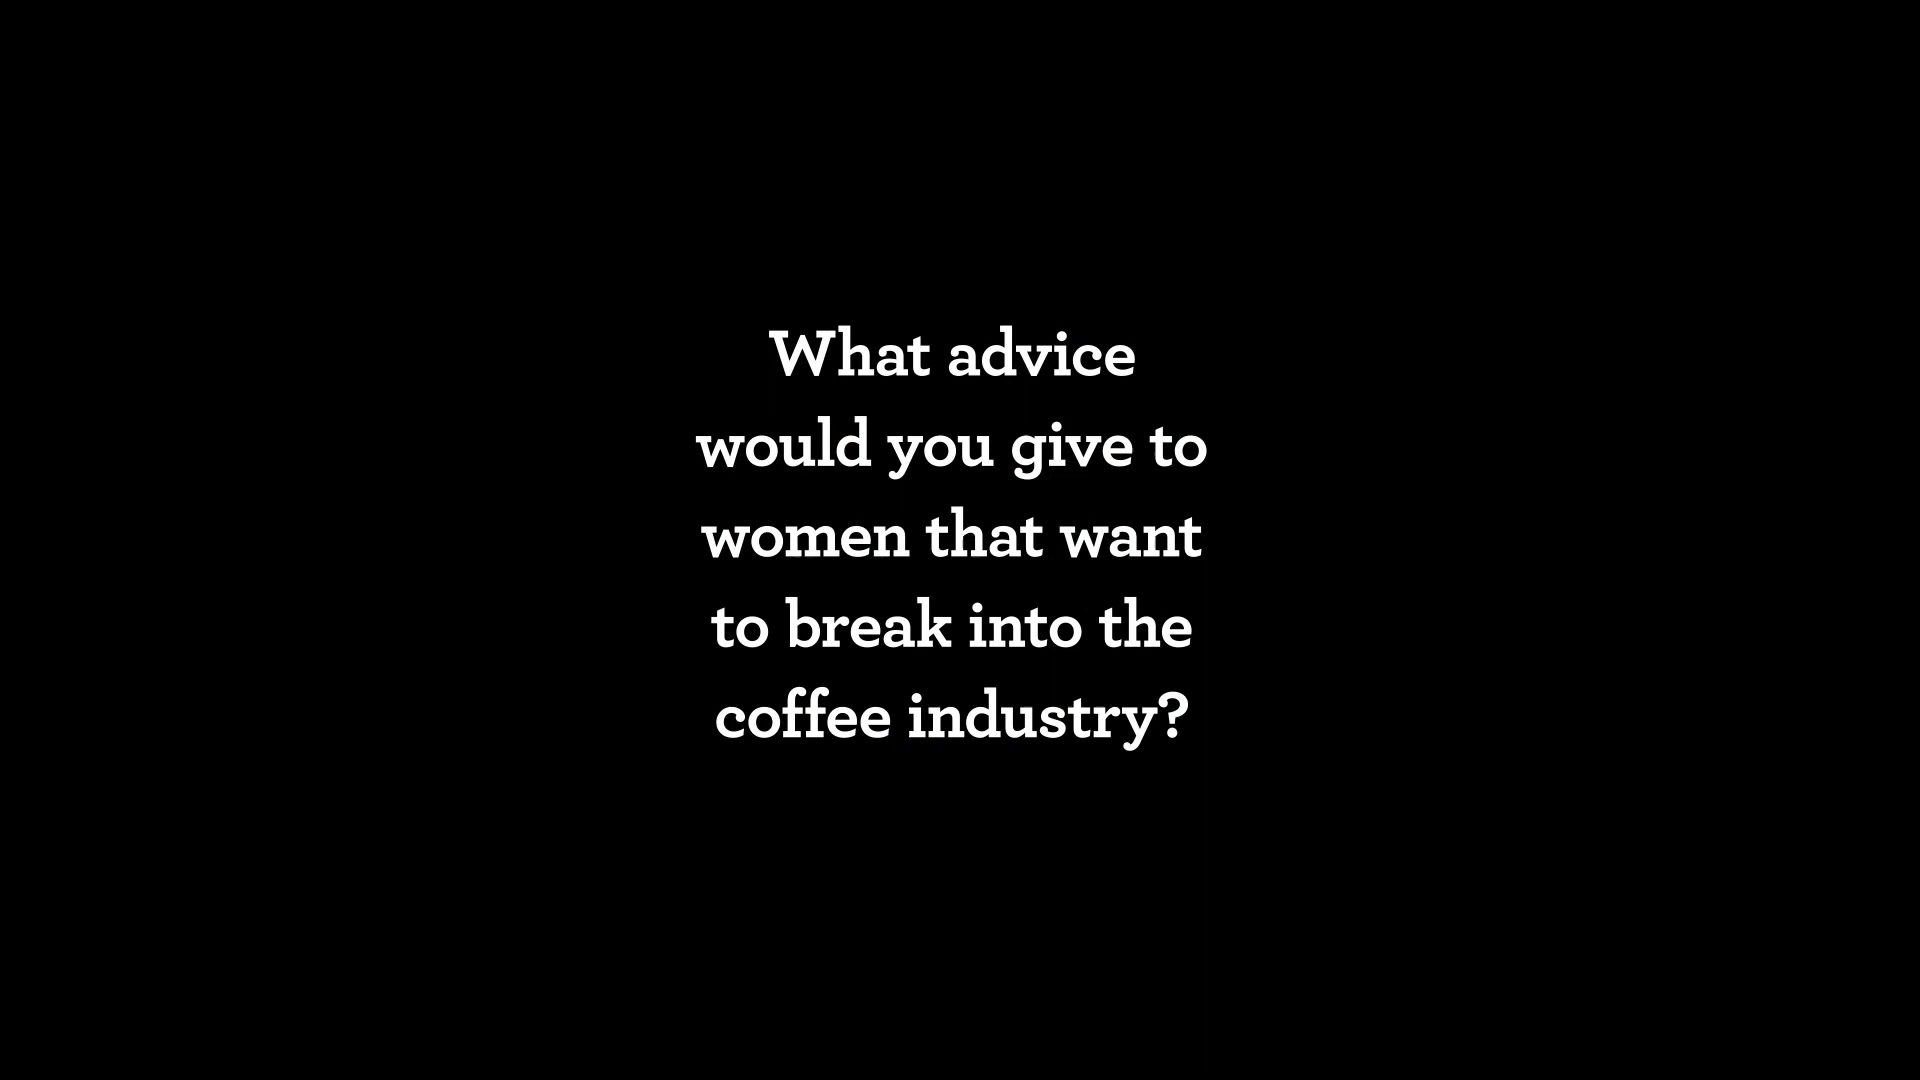 What advice
would you give to
women that want
to break into the
coffee industry?